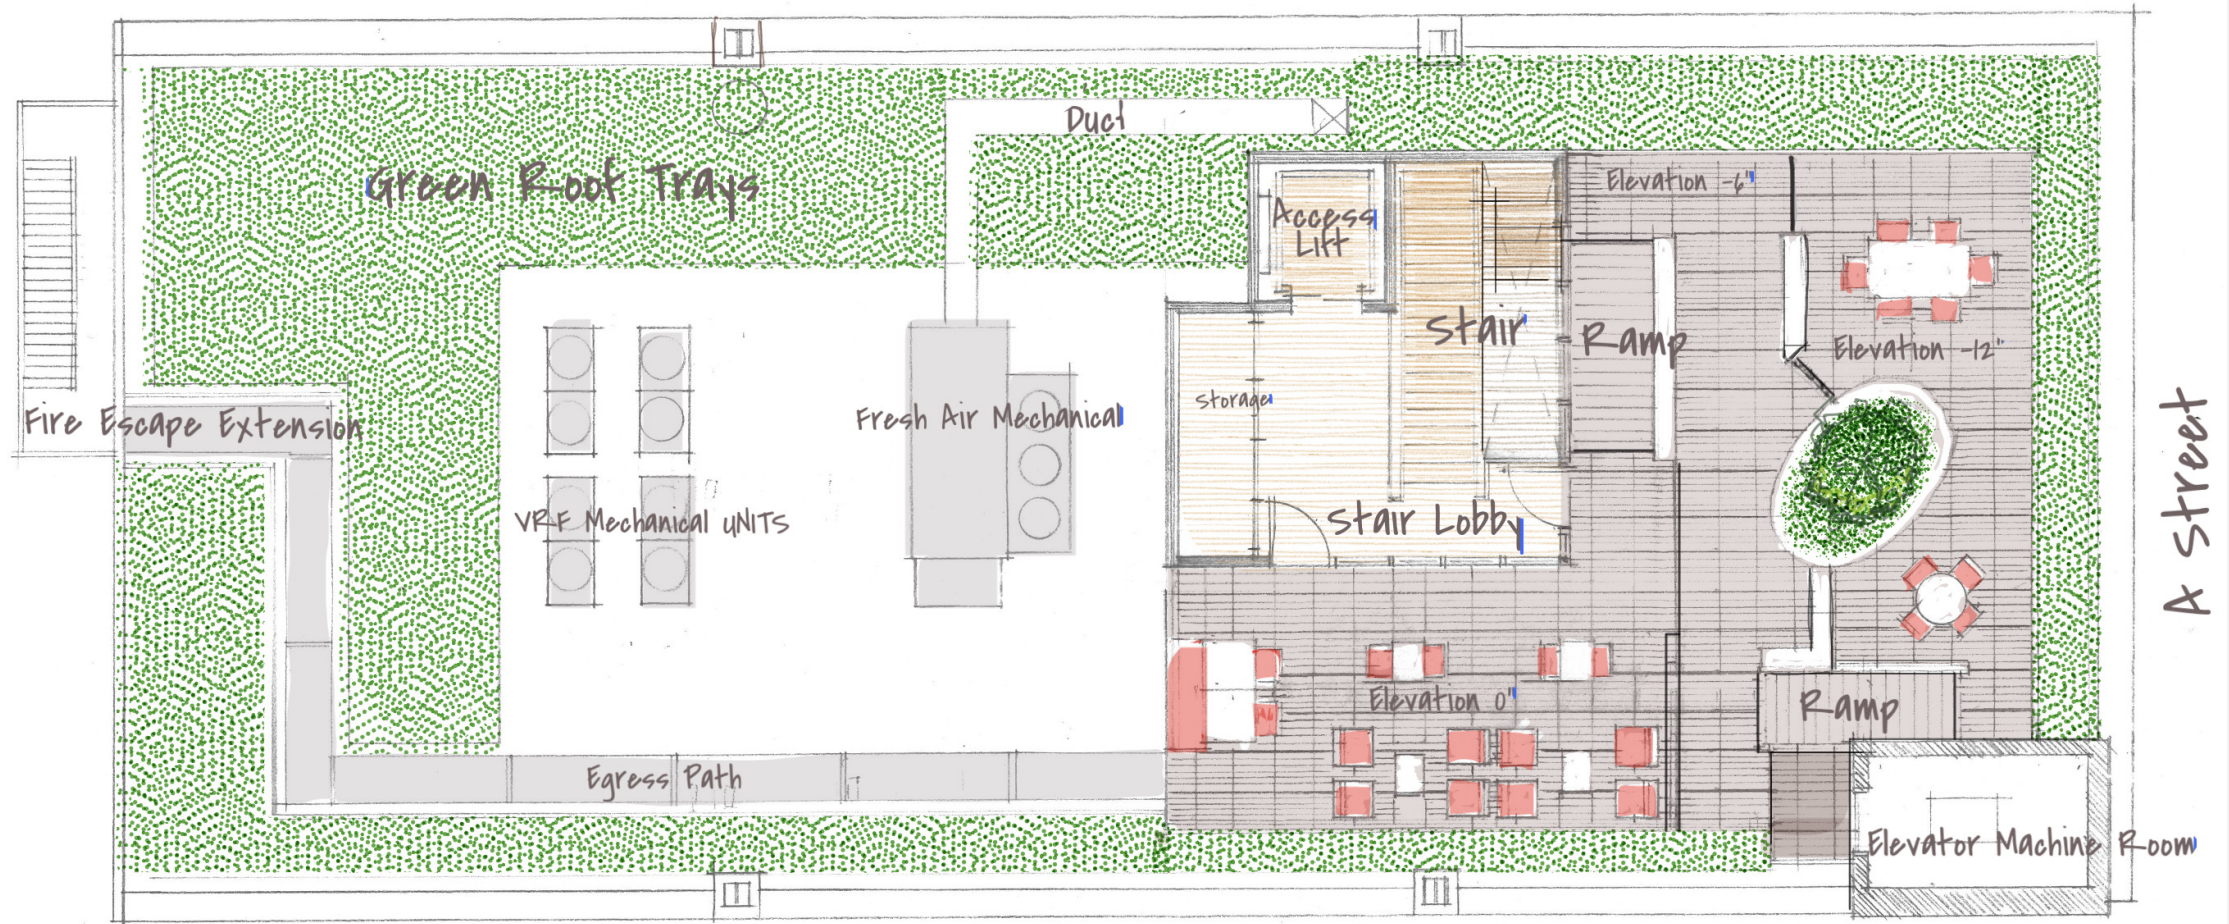 Duct
Green Roof Trays
Elevation -6"
Access
Lift
Stair
Ramp
Elevation -12"
Storage
Fire Escape Extension
Fresh Air Mechanical
A Street
VRF Mechanical UNITS
Stair Lobby
Elevation 0"
Ramp
Egress Path
Elevator Machine Room